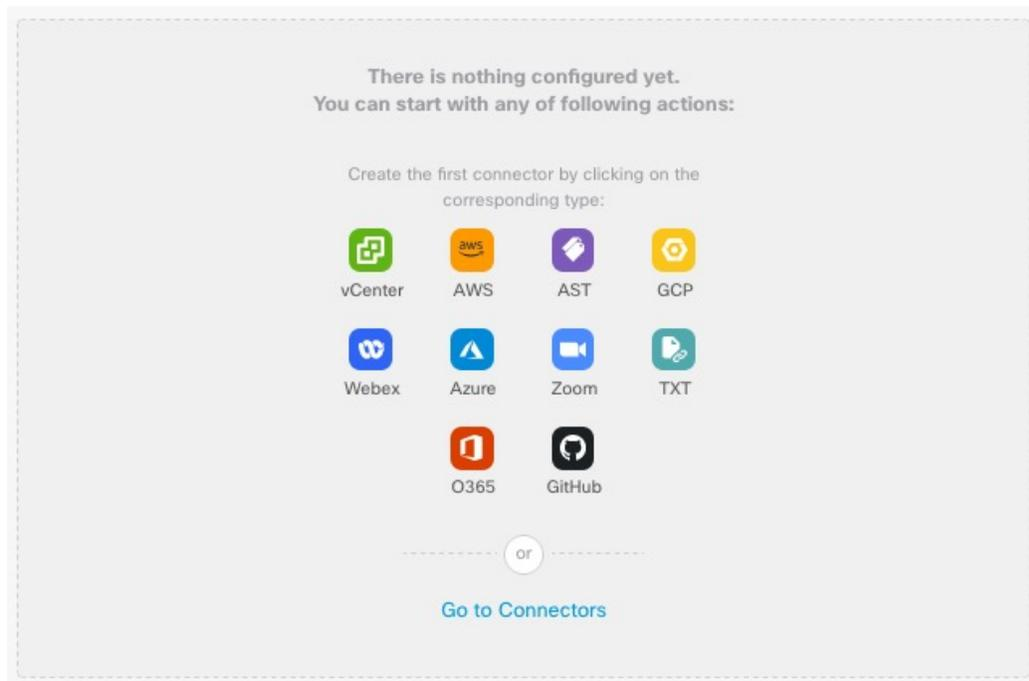 There is nothing configured yet.
You can start with any of following actions:
Create the first connector by clicking on the
corresponding type:
aws
vCenter AWS AST GCP
Webex Azure Zoom TXT
O365 GitHub
or
Go to Connectors